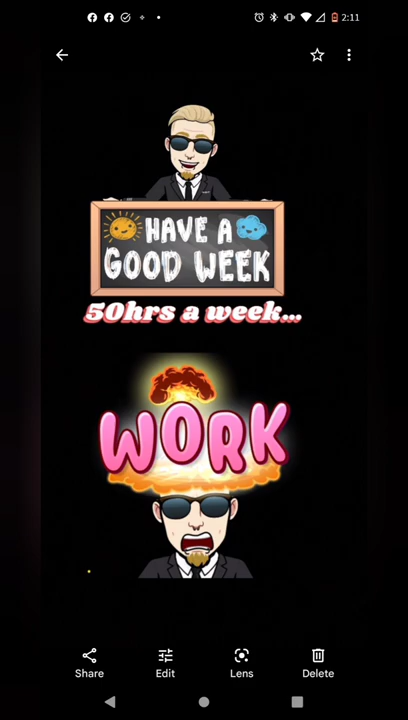 2:11
HAVE A
GOOD WEEK
50hrs a week...
WORK
Share Edit Lens Delete